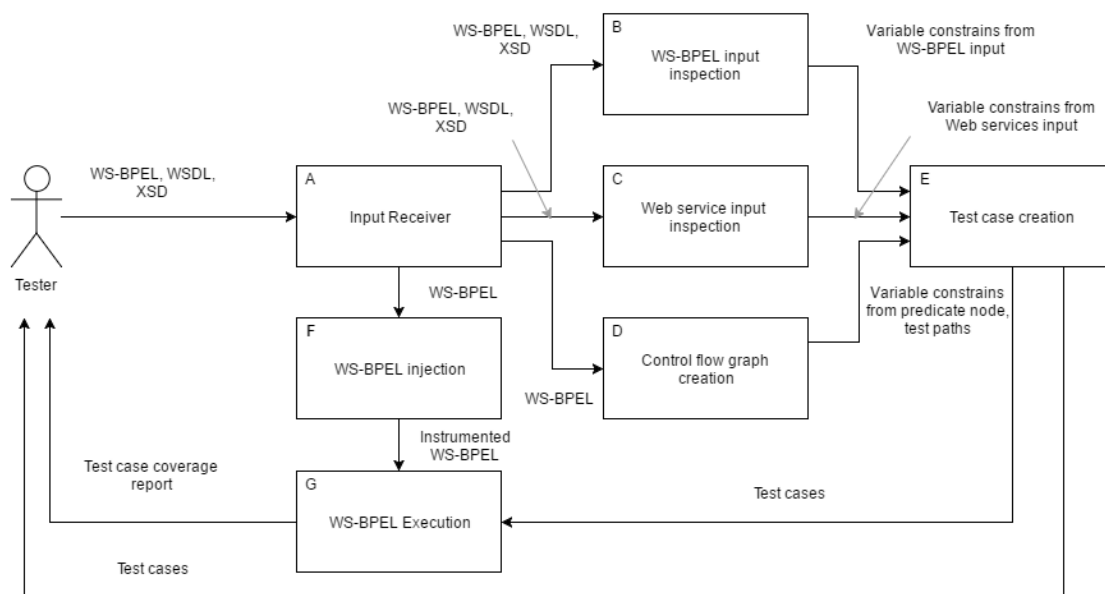 WS-BPEL, WSDL,
XSD
B
WS-BPEL input
inspection
Variable constrains from
WS-BPEL input
WS-BPEL, WSDL,
XSD
Variable constrains from
Web services input
WS-BPEL, WSDL,
XSD
A
Input Receiver
C
Web service input
inspection
E
Test case creation
Tester
WS-BPEL
Variable constrains
from predicate node,
test paths
F
WS-BPEL injection
D
Control flow graph
creation
WS-BPEL
Instrumented
WS-BPEL
Test case coverage
report
G
WS-BPEL Execution
Test cases
Test cases